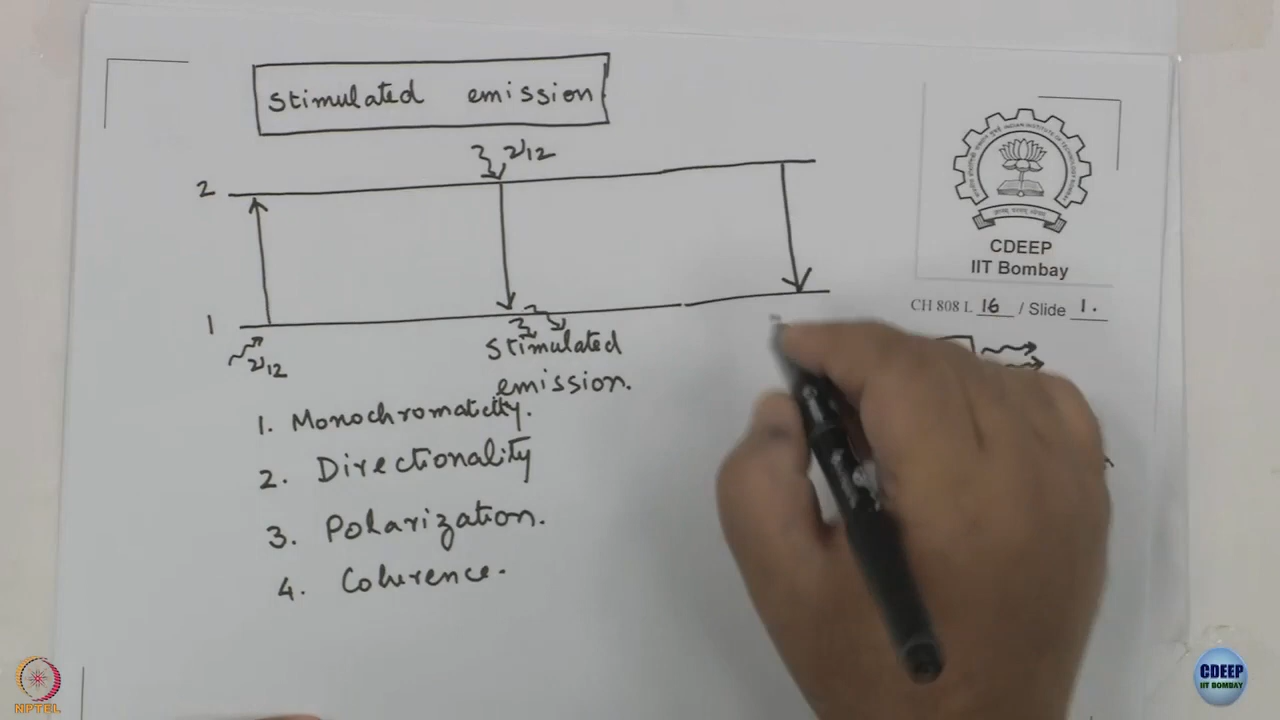 Stimulated emission
ν12
2
1
ν12
Stimulated
emission.
1. Monochromaticity.
2. Directionality
3. Polarization.
4. Coherence.
CDEEP
IIT Bombay
CH 808 L 16 / Slide 1.
NPTEL
CDEEP
IIT BOMBAY